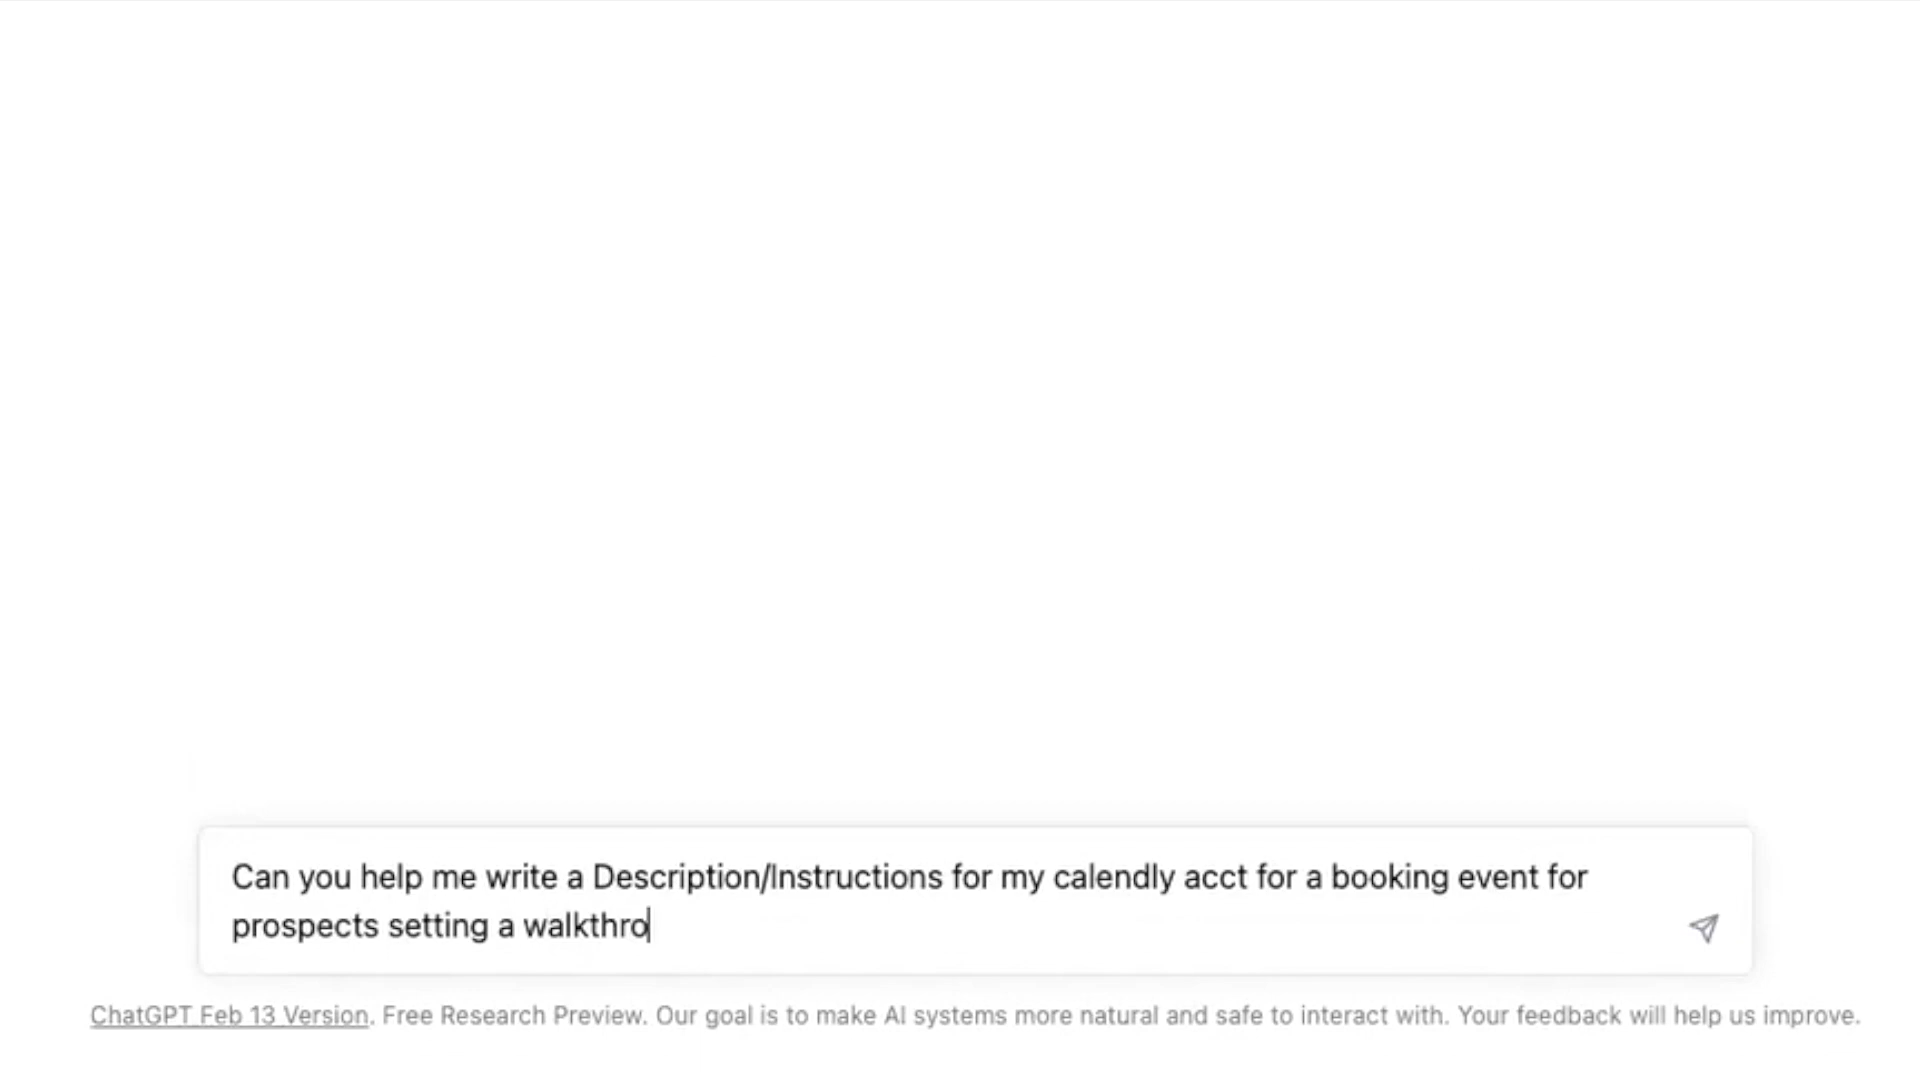 Can you help me write a Description/Instructions for my calendly acct for a booking event for
prospects setting a walkthro
ChatGPT Feb 13 Version. Free Research Preview. Our goal is to make AI systems more natural and safe to interact with. Your feedback will help us improve.